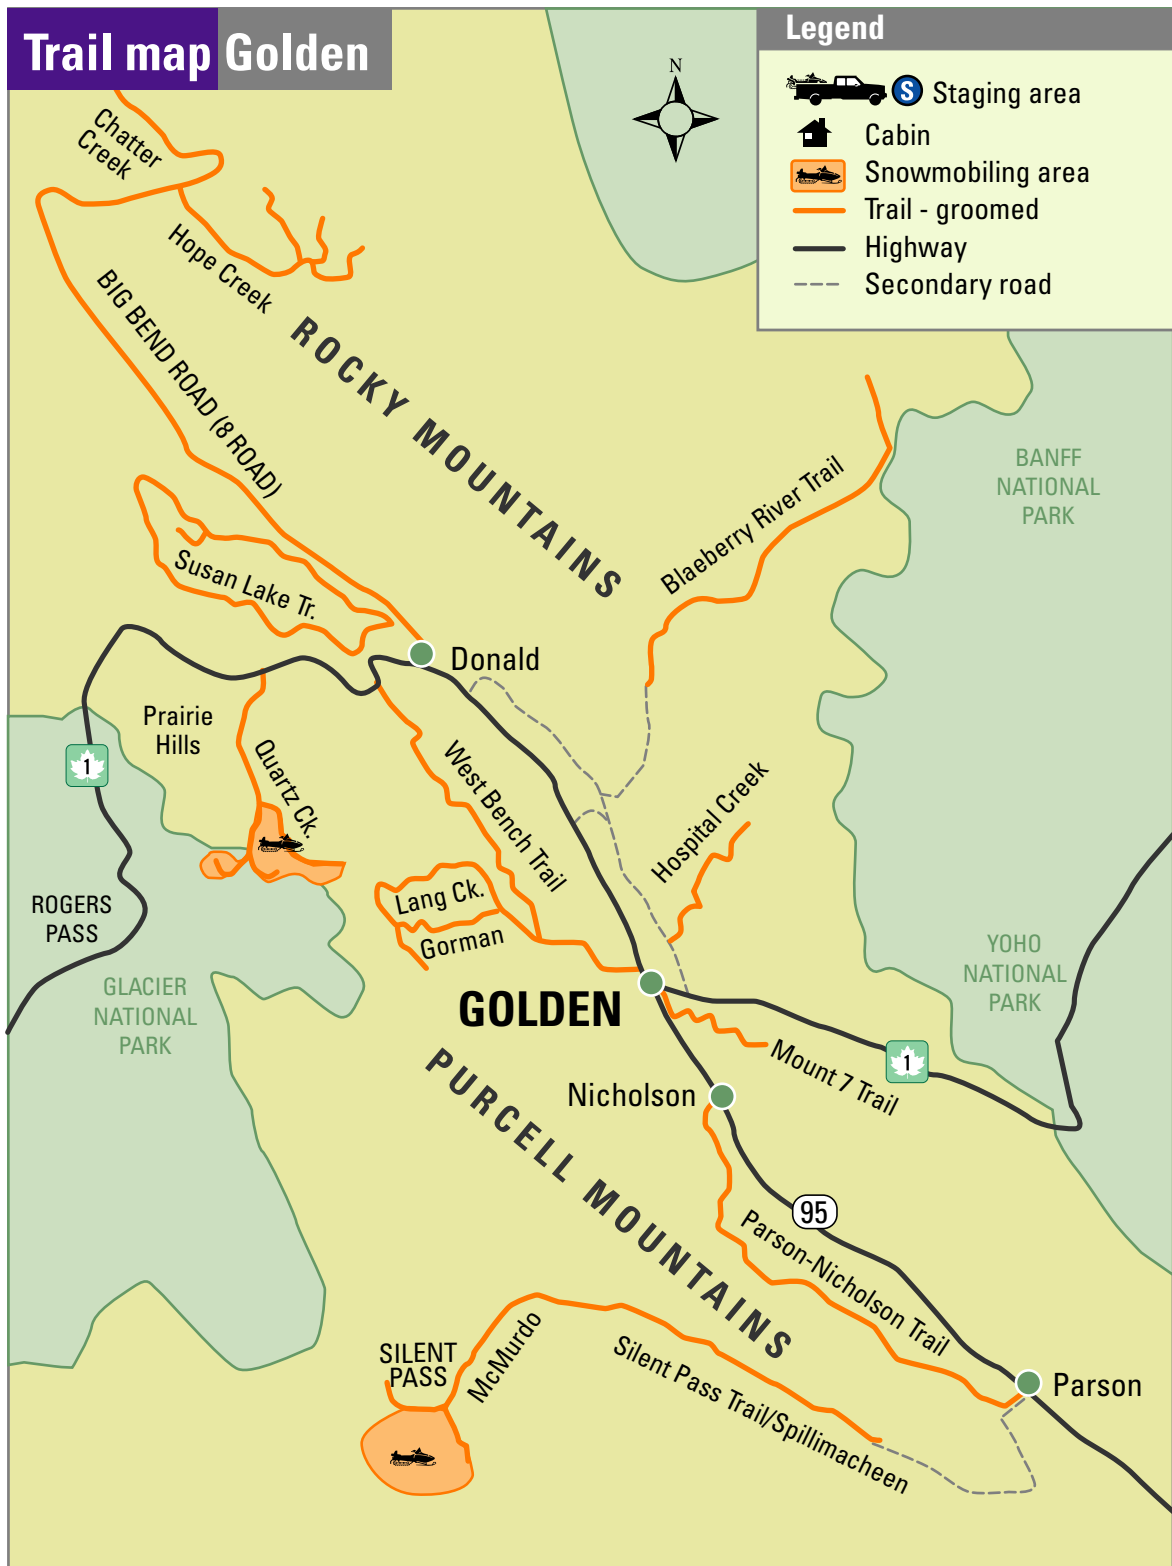 Trail map Golden
Legend
S Staging area
Cabin
Snowmobiling area
Trail - groomed
Highway
Secondary road
N
Chatter
Creek
Hope Creek
BIG BEND ROAD (8 ROAD)
ROCKY MOUNTAINS
BANFF
NATIONAL
PARK
Blaeberry River Trail
Susan Lake Tr.
Donald
Prairie
Hills
1
Quartz Ck.
West Bench Trail
Hospital Creek
Lang Ck.
Gorman
ROGERS
PASS
GLACIER
NATIONAL
PARK
YOHO
NATIONAL
PARK
GOLDEN
1
Mount 7 Trail
PURCELL MOUNTAINS
Nicholson
95
Parson-Nicholson Trail
SILENT
PASS
McMurdo
Silent Pass Trail/Spillimacheen
Parson